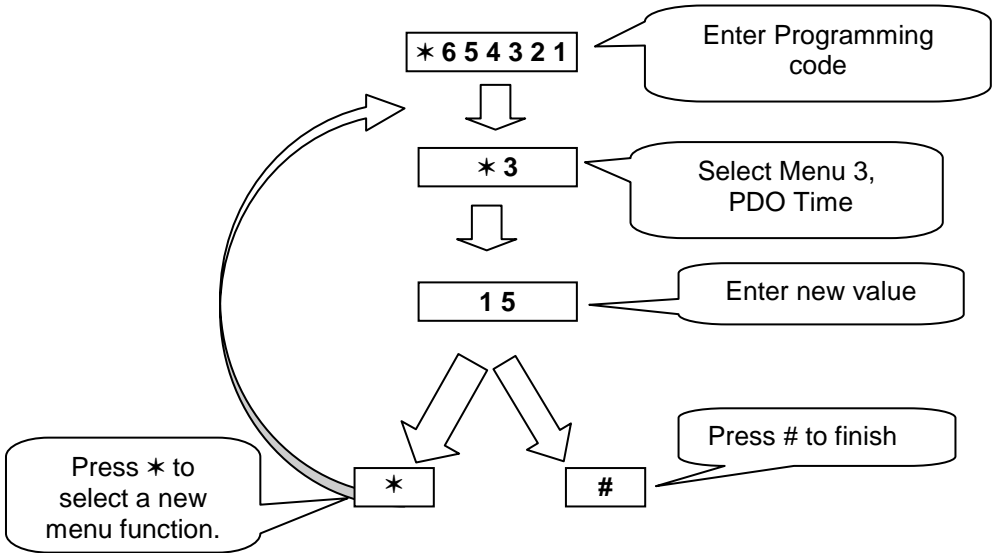 ✶ 6 5 4 3 2 1
Enter Programming
code
✶ 3
Select Menu 3,
PDO Time
1 5
Enter new value
Press ✶ to
select a new
menu function.
✶
#
Press # to finish